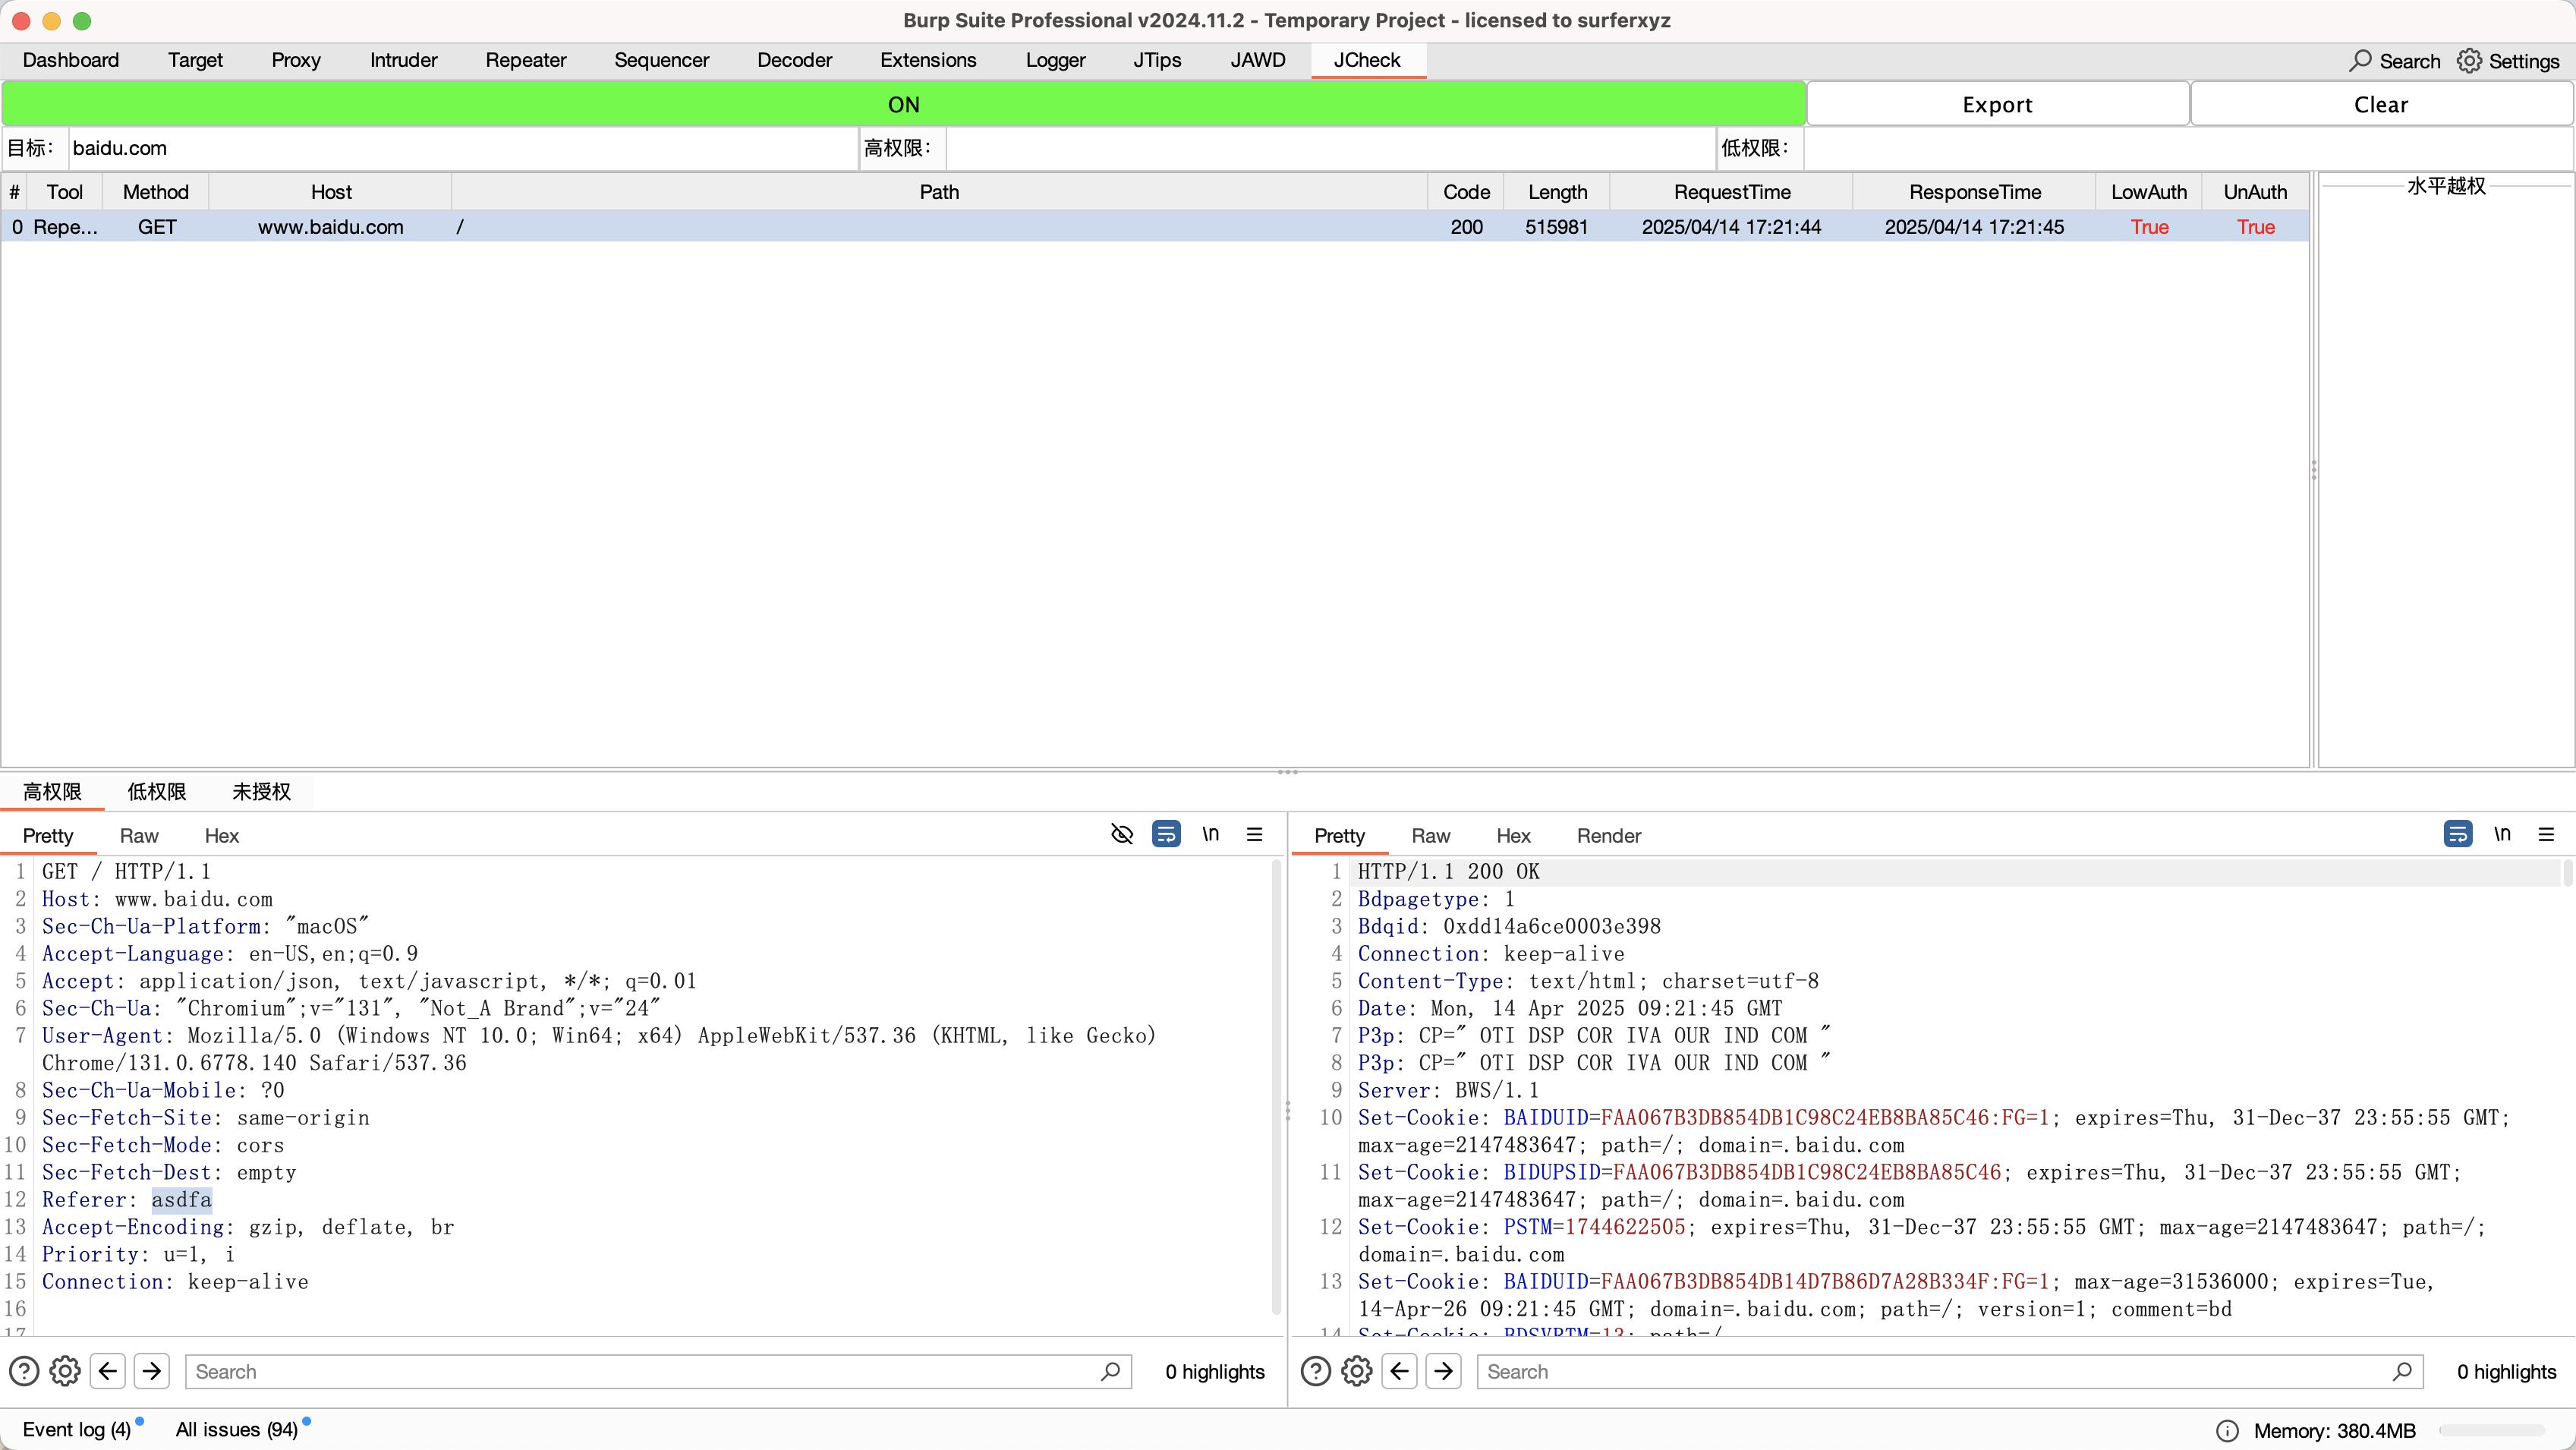 Burp Suite Professional v2024.11.2 - Temporary Project - licensed to surferxyz
Dashboard Target Proxy Intruder Repeater Sequencer Decoder Extensions Logger JTips JAWD JCheck Search Settings
ON Export Clear
目标： baidu.com 高权限： 低权限：
# Tool Method Host Path Code Length RequestTime ResponseTime LowAuth UnAuth 水平越权
0 Repe... GET www.baidu.com / 200 515981 2025/04/14 17:21:44 2025/04/14 17:21:45 True True
高权限 低权限 未授权
Pretty Raw Hex \n
1 GET / HTTP/1.1
2 Host: www.baidu.com
3 Sec-Ch-Ua-Platform: "macOS"
4 Accept-Language: en-US,en;q=0.9
5 Accept: application/json, text/javascript, */*; q=0.01
6 Sec-Ch-Ua: "Chromium";v="131", "Not_A Brand";v="24"
7 User-Agent: Mozilla/5.0 (Windows NT 10.0; Win64; x64) AppleWebKit/537.36 (KHTML, like Gecko)
Chrome/131.0.6778.140 Safari/537.36
8 Sec-Ch-Ua-Mobile: ?0
9 Sec-Fetch-Site: same-origin
10 Sec-Fetch-Mode: cors
11 Sec-Fetch-Dest: empty
12 Referer: asdfa
13 Accept-Encoding: gzip, deflate, br
14 Priority: u=1, i
15 Connection: keep-alive
16
17
Search 0 highlights
Pretty Raw Hex Render \n
1 HTTP/1.1 200 OK
2 Bdpagetype: 1
3 Bdqid: 0xdd14a6ce0003e398
4 Connection: keep-alive
5 Content-Type: text/html; charset=utf-8
6 Date: Mon, 14 Apr 2025 09:21:45 GMT
7 P3p: CP=" OTI DSP COR IVA OUR IND COM "
8 P3p: CP=" OTI DSP COR IVA OUR IND COM "
9 Server: BWS/1.1
10 Set-Cookie: BAIDUID=FAA067B3DB854DB1C98C24EB8BA85C46:FG=1; expires=Thu, 31-Dec-37 23:55:55 GMT;
max-age=2147483647; path=/; domain=.baidu.com
11 Set-Cookie: BIDUPSID=FAA067B3DB854DB1C98C24EB8BA85C46; expires=Thu, 31-Dec-37 23:55:55 GMT;
max-age=2147483647; path=/; domain=.baidu.com
12 Set-Cookie: PSTM=1744622505; expires=Thu, 31-Dec-37 23:55:55 GMT; max-age=2147483647; path=/;
domain=.baidu.com
13 Set-Cookie: BAIDUID=FAA067B3DB854DB14D7B86D7A28B334F:FG=1; max-age=31536000; expires=Tue,
14-Apr-26 09:21:45 GMT; domain=.baidu.com; path=/; version=1; comment=bd
14 Set-Cookie: BDSVRTM=13; path=/
Search 0 highlights
Event log (4) All issues (94) Memory: 380.4MB